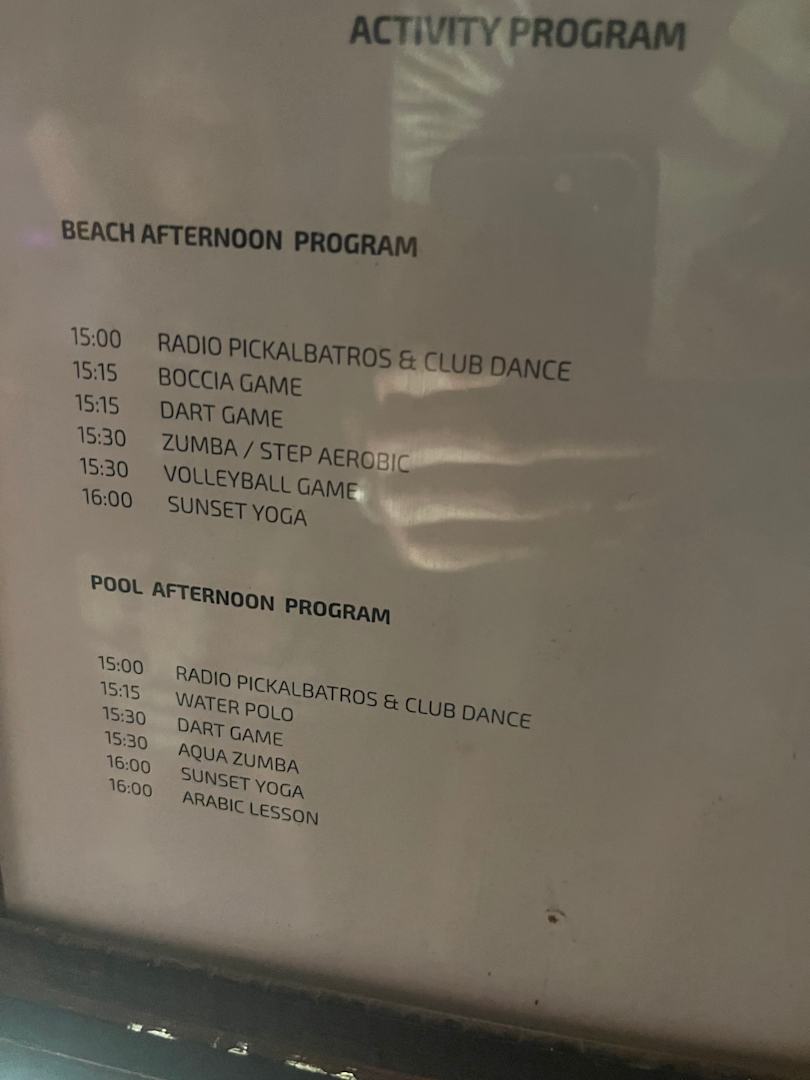 ACTIVITY PROGRAM
BEACH AFTERNOON PROGRAM
15:00 RADIO PICKALBATROS & CLUB DANCE
15:15 BOCCIA GAME
15:15 DART GAME
15:30 ZUMBA / STEP AEROBIC
15:30 VOLLEYBALL GAME
16:00 SUNSET YOGA
POOL AFTERNOON PROGRAM
15:00 RADIO PICKALBATROS & CLUB DANCE
15:15 WATER POLO
15:30 DART GAME
15:30 AQUA ZUMBA
16:00 SUNSET YOGA
16:00 ARABIC LESSON